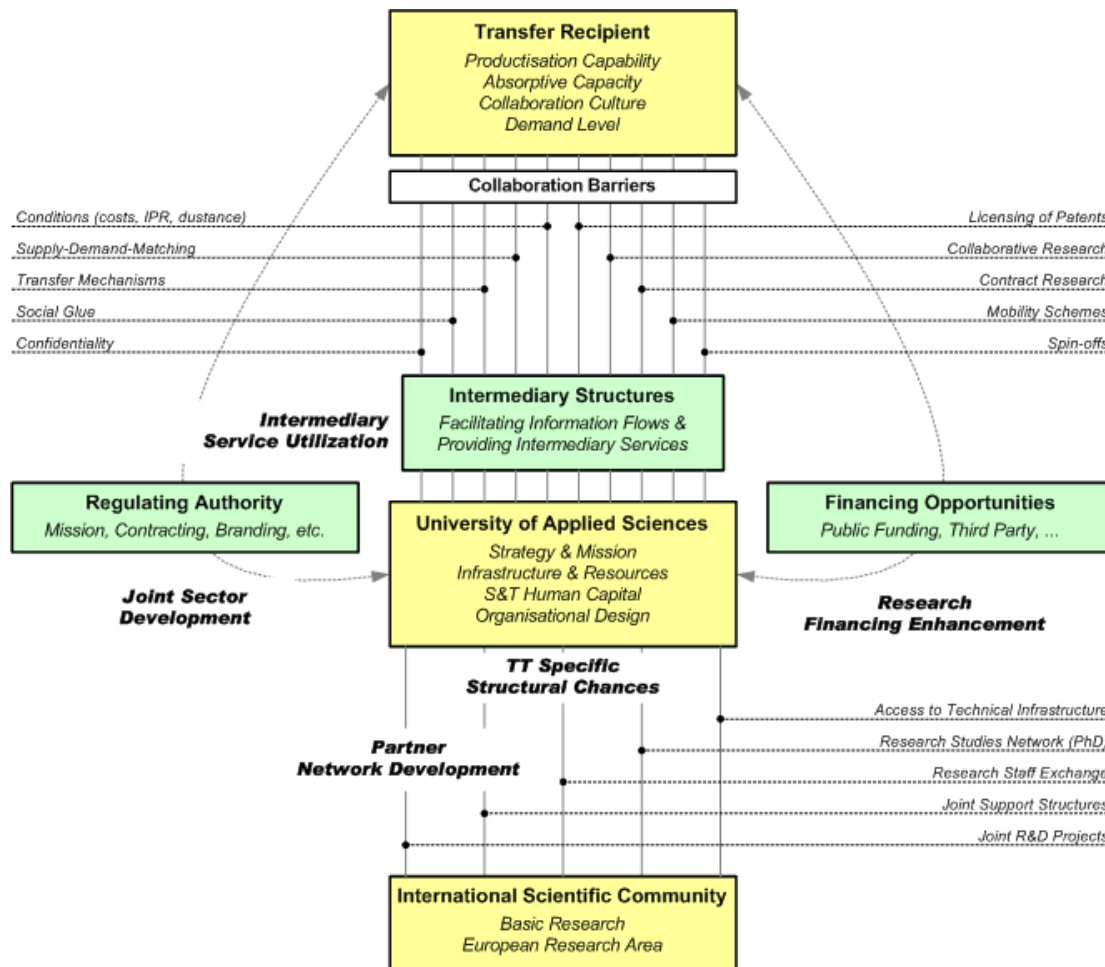 Transfer Recipient
Productisation Capability
Absorptive Capacity
Collaboration Culture
Demand Level
Collaboration Barriers
Conditions (costs, IPR, dustance)
Supply-Demand-Matching
Transfer Mechanisms
Social Glue
Confidentiality
Licensing of Patents
Collaborative Research
Contract Research
Mobility Schemes
Spin-offs
Intermediary Structures
Facilitating Information Flows &
Providing Intermediary Services
Intermediary
Service Utilization
Regulating Authority
Mission, Contracting, Branding, etc.
University of Applied Sciences
Strategy & Mission
Infrastructure & Resources
S&T Human Capital
Organisational Design
Financing Opportunities
Public Funding, Third Party, ...
Joint Sector
Development
Research
Financing Enhancement
TT Specific
Structural Chances
Partner
Network Development
Access to Technical Infrastructure
Research Studies Network (PhD)
Research Staff Exchange
Joint Support Structures
Joint R&D Projects
International Scientific Community
Basic Research
European Research Area